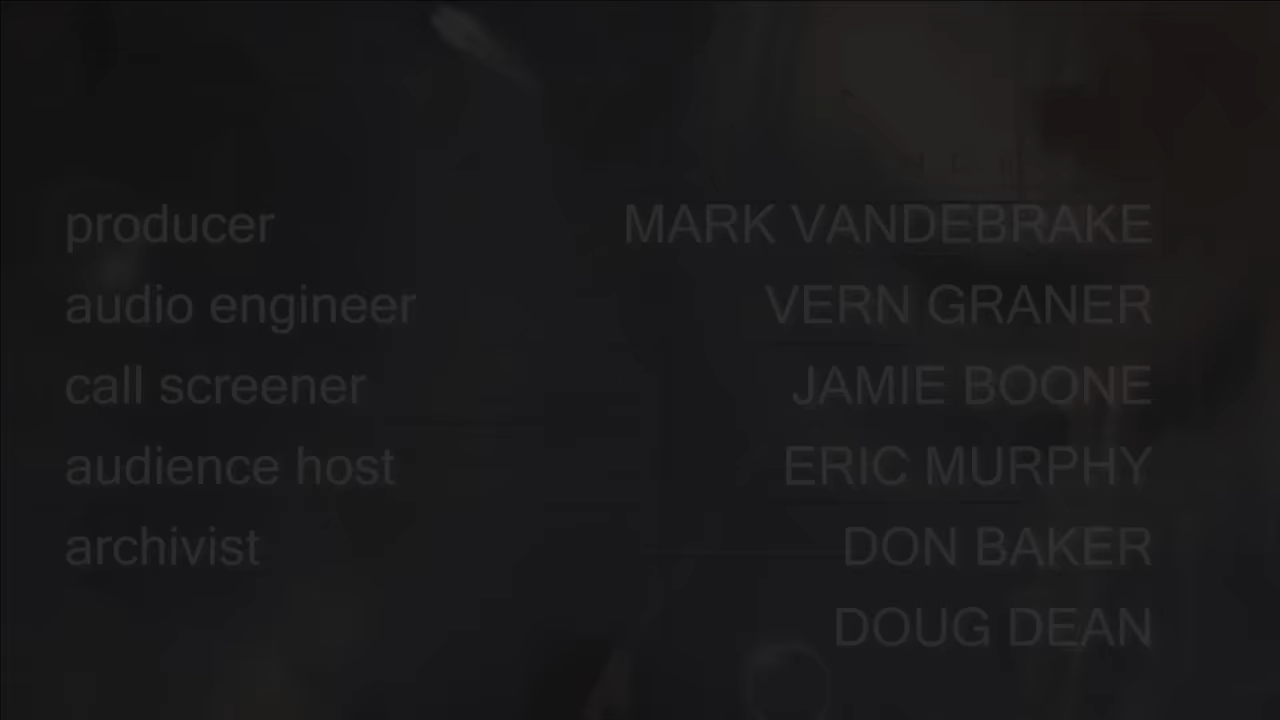 producer MARK VANDEBRAKE
audio engineer VERN GRANER
call screener JAMIE BOONE
audience host ERIC MURPHY
archivist DON BAKER
DOUG DEAN